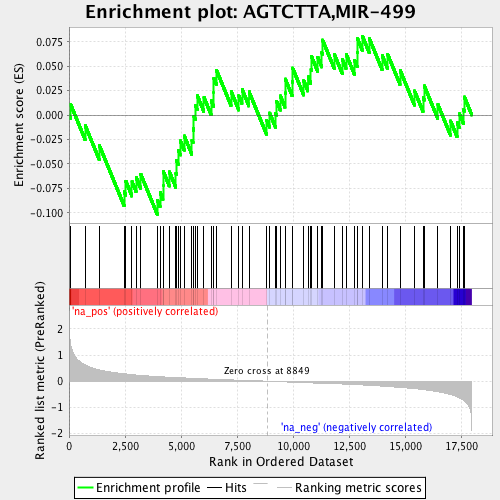 Enrichment plot: AGTCTTA,MIR-499
Enrichment score (ES)
0.075
0.050
0.025
0.000
-0.025
-0.050
-0.075
-0.100
'na_pos' (positively correlated)
Ranked list metric (PreRanked)
2
1
0
-1
-2
Zero cross at 8849
'na_neg' (negatively correlated)
0
2,500
5,000
7,500
10,000
12,500
15,000
17,500
Rank in Ordered Dataset
Enrichment profile
Hits
Ranking metric scores